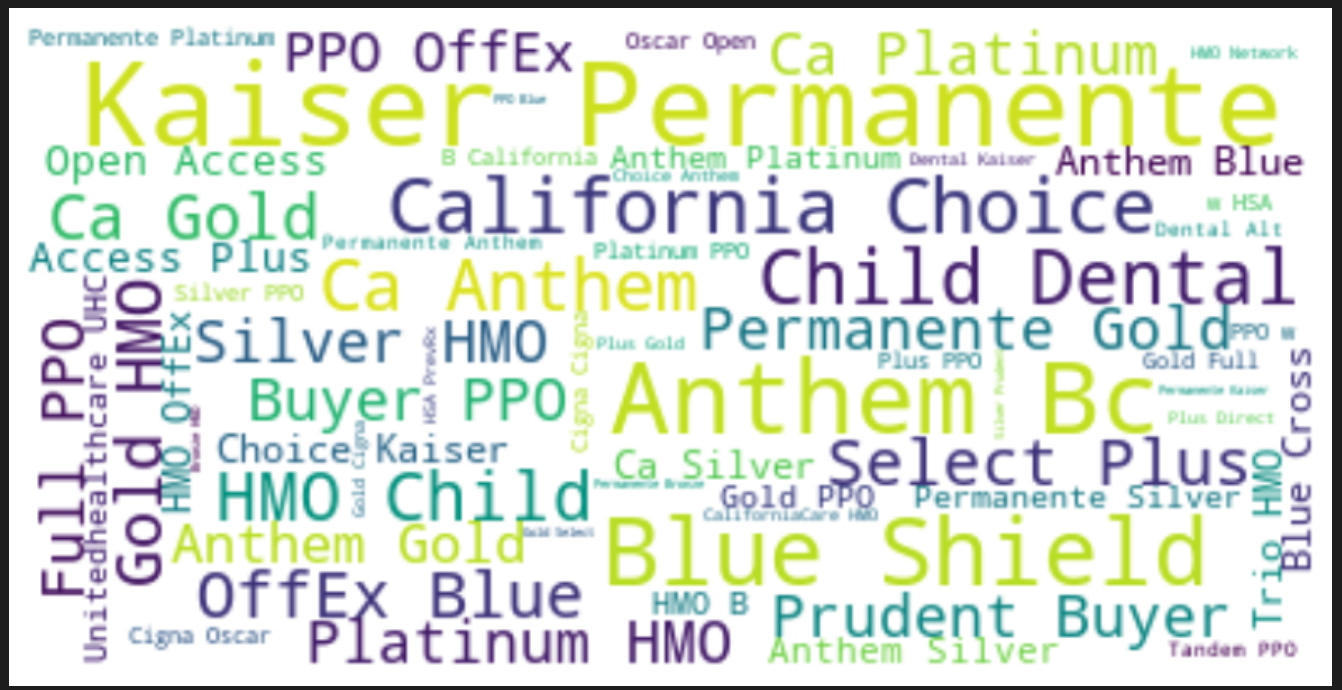 Permanente Platinum
PPO OffEx
Oscar Open
Ca Platinum
HMO Network
Kaiser Permanente
PPO Blue
Open Access
B California
Anthem Platinum
Dental Kaiser
Anthem Blue
Choice Anthem
Ca Gold
California Choice
w HSA
Dental Alt
Access Plus
Permanente Anthem
Platinum PPO
Child Dental
Silver PPO
Ca Anthem
Full PPO
Unitedhealthcare UHC
Gold HMO
HMO OffEx
Bronze HMO
Silver HMO
HSA PrevRx
Cigna Cigna
Plus Gold
Permanente Gold
PPO w
Plus PPO
Gold Full
Buyer PPO
Anthem Bc
Silver Prudent
Permanente Kaiser
Plus Direct
Blue Cross
Choice Kaiser
Gold Cigna
Ca Silver
Select Plus
HMO Child
Permanente Bronze
Gold PPO
Permanente Silver
Trio HMO
CaliforniaCare HMO
Anthem Gold
Gold Select
Blue Shield
OffEx Blue
HMO B
Prudent Buyer
Cigna Oscar
Platinum HMO
Anthem Silver
Tandem PPO